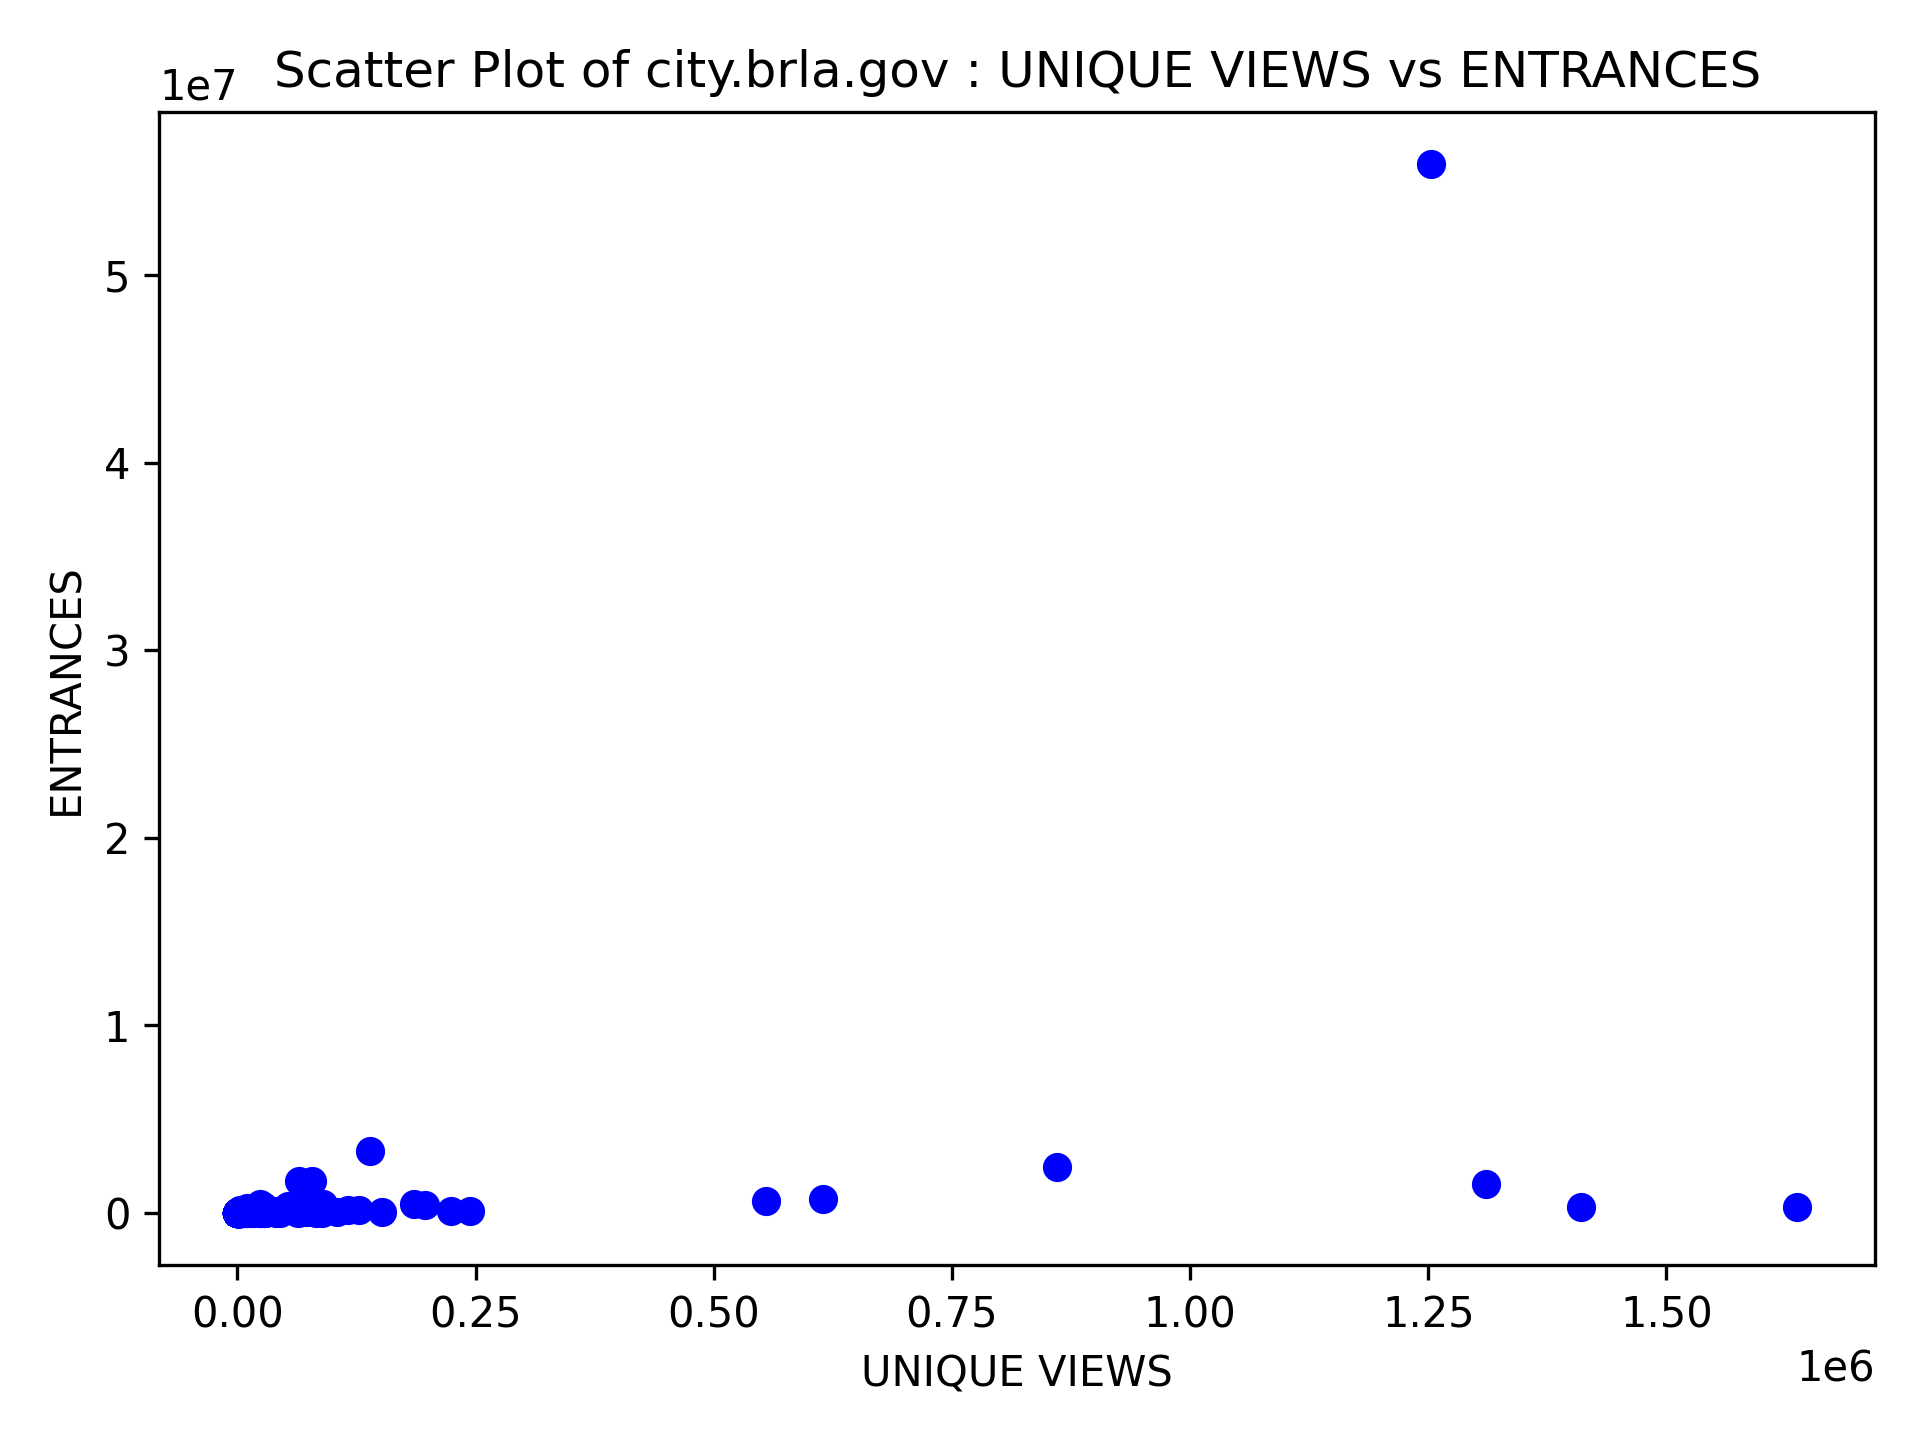 Scatter Plot of city.brla.gov : UNIQUE VIEWS vs ENTRANCES
1e7
5
4
3
2
1
0
ENTRANCES
0.00 0.25 0.50 0.75 1.00 1.25 1.50
UNIQUE VIEWS
1e6